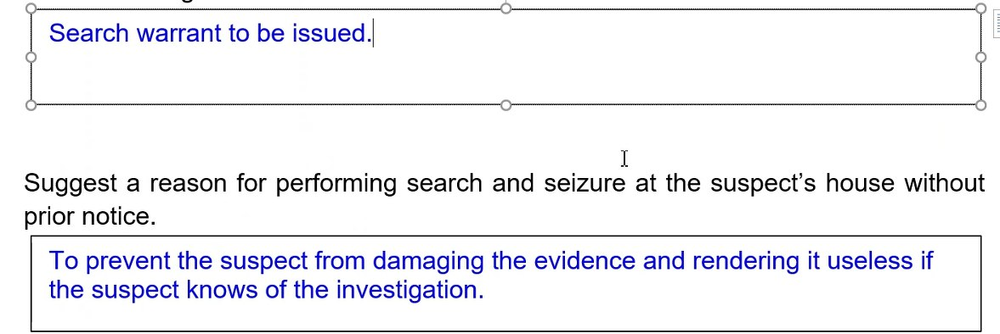 Search warrant to be issued.
Suggest a reason for performing search and seizure at the suspect’s house without
prior notice.
To prevent the suspect from damaging the evidence and rendering it useless if
the suspect knows of the investigation.